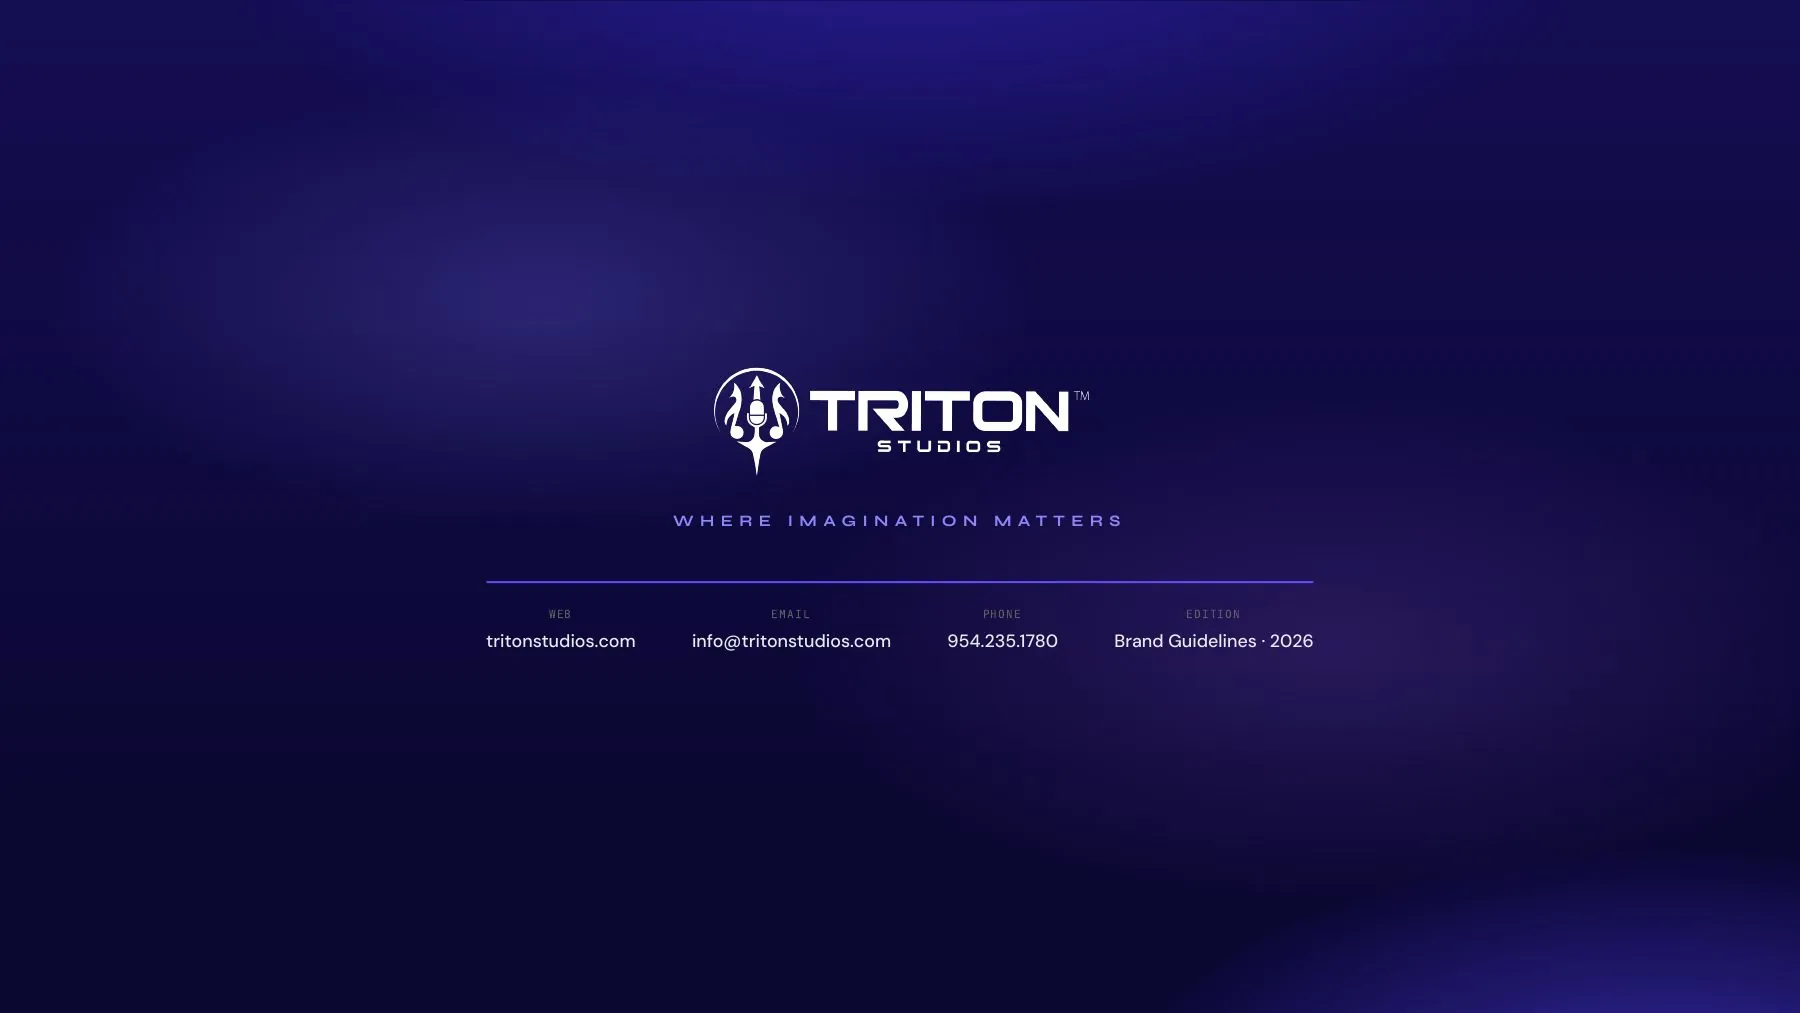 TRITON™
STUDIOS
WHERE IMAGINATION MATTERS
WEB
tritonstudios.com
EMAIL
info@tritonstudios.com
PHONE
954.235.1780
EDITION
Brand Guidelines · 2026